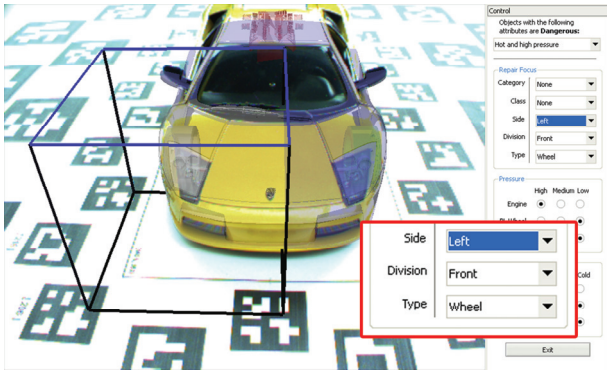 Control
Objects with the following
attributes are Dangerous:
Hot and high pressure
Repair Focus
Category None
Class None
Side Left
Division Front
Type Wheel
Pressure
High Medium Low
Engine
Cold
Exit
Side Left
Division Front
Type Wheel